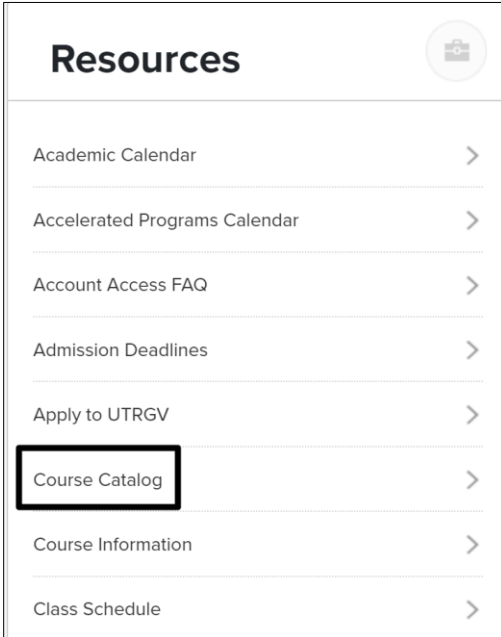 Resources
Academic Calendar
Accelerated Programs Calendar
Account Access FAQ
Admission Deadlines
Apply to UTRGV
Course Catalog
Course Information
Class Schedule